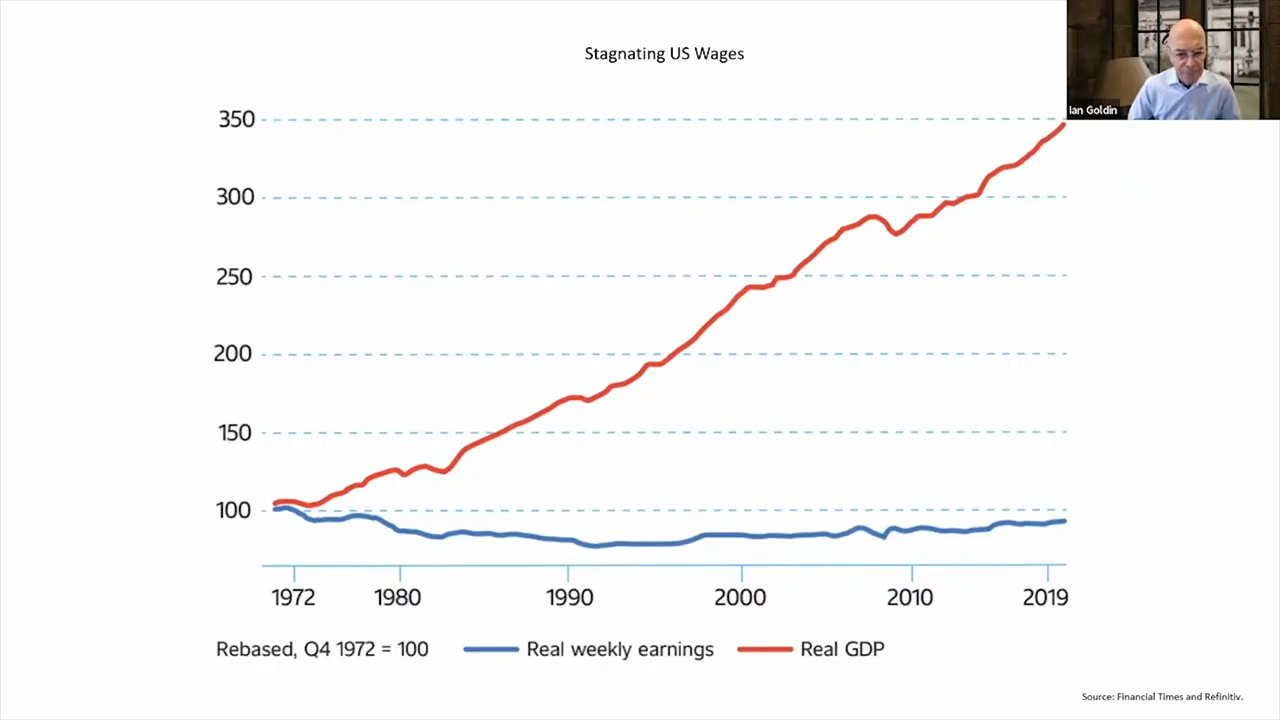 Stagnating US Wages
Ian Goldin
350
300
250
200
150
100
1972 1980 1990 2000 2010 2019
Rebased, Q4 1972 = 100 Real weekly earnings Real GDP
Source: Financial Times and Refinitiv.